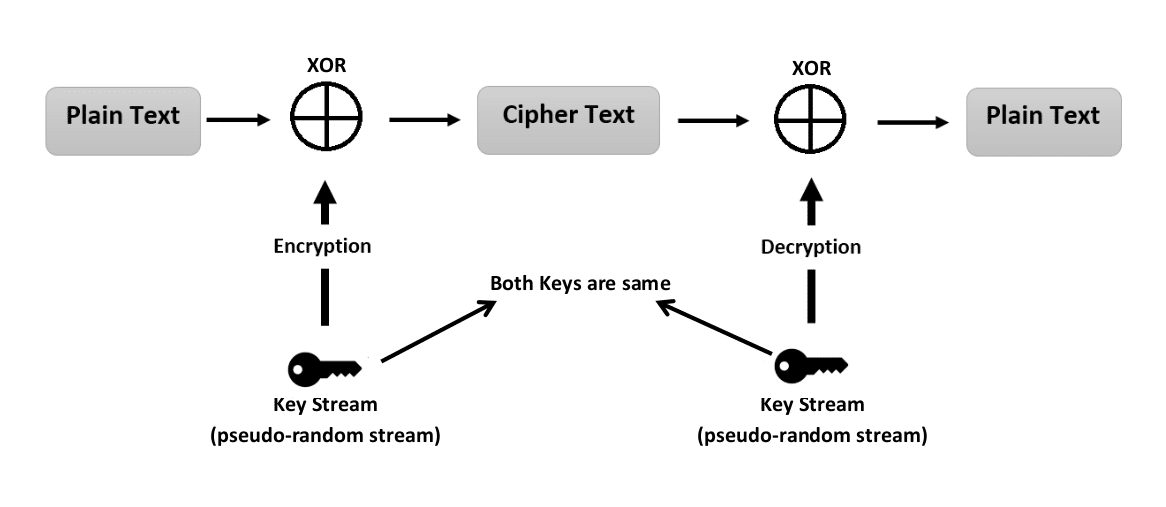 XOR
XOR
Plain Text
Cipher Text
Plain Text
Encryption
Decryption
Both Keys are same
Key Stream
(pseudo-random stream)
Key Stream
(pseudo-random stream)